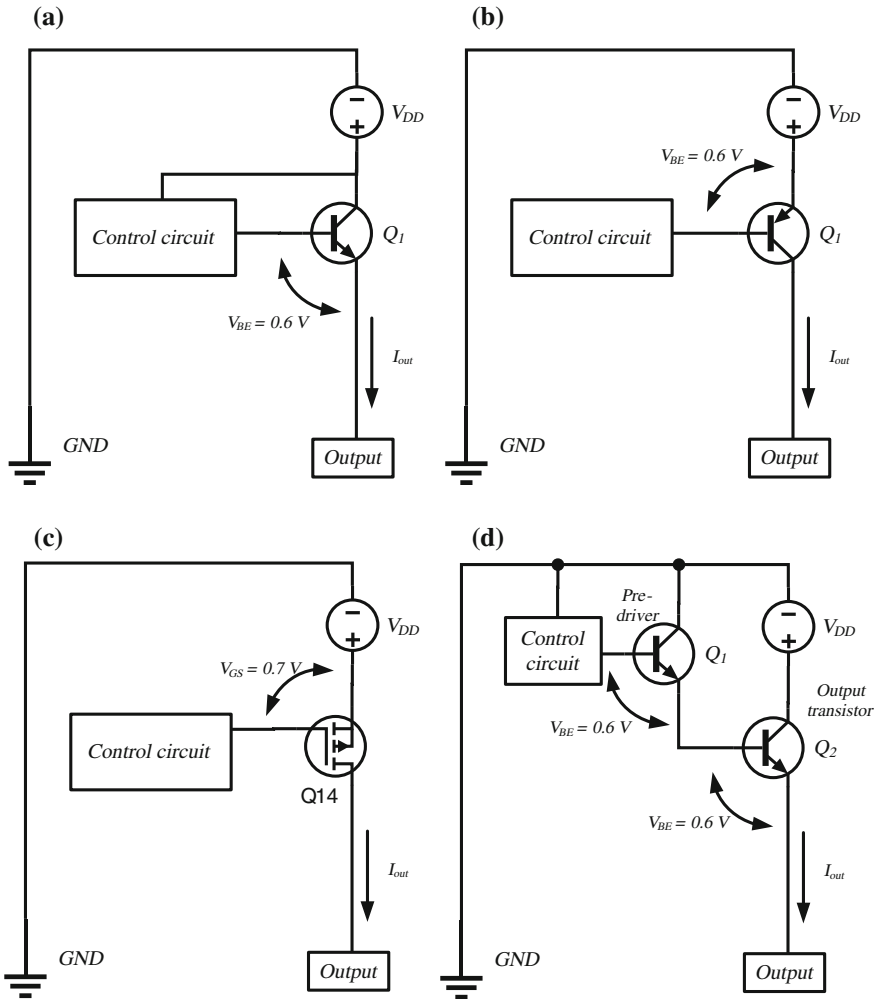 (a)
−
+
V_DD
Control circuit
Q_1
V_BE = 0.6 V
I_out
GND
Output
(b)
−
+
V_DD
V_BE = 0.6 V
Control circuit
Q_1
I_out
GND
Output
(c)
−
+
V_DD
V_GS = 0.7 V
Control circuit
Q14
I_out
GND
Output
(d)
Pre-
driver
−
+
V_DD
Control
circuit
Q_1
V_BE = 0.6 V
Output
transistor
Q_2
V_BE = 0.6 V
I_out
GND
Output